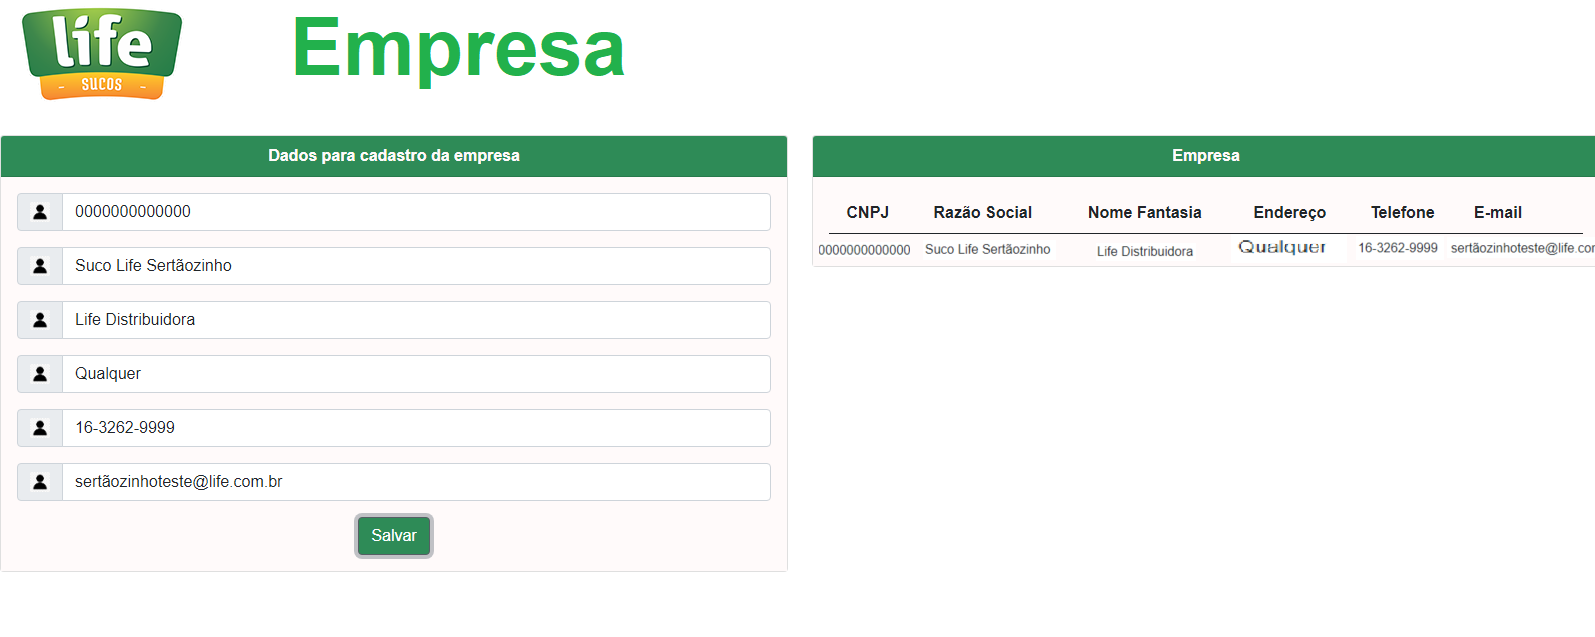 life
- sucos -
Empresa
Dados para cadastro da empresa
0000000000000
Suco Life Sertãozinho
Life Distribuidora
Qualquer
16-3262-9999
sertãozinhoteste@life.com.br
Salvar
Empresa
CNPJ Razão Social Nome Fantasia Endereço Telefone E-mail
0000000000000 Suco Life Sertãozinho Life Distribuidora Qualquer 16-3262-9999 sertãozinhoteste@life.cor